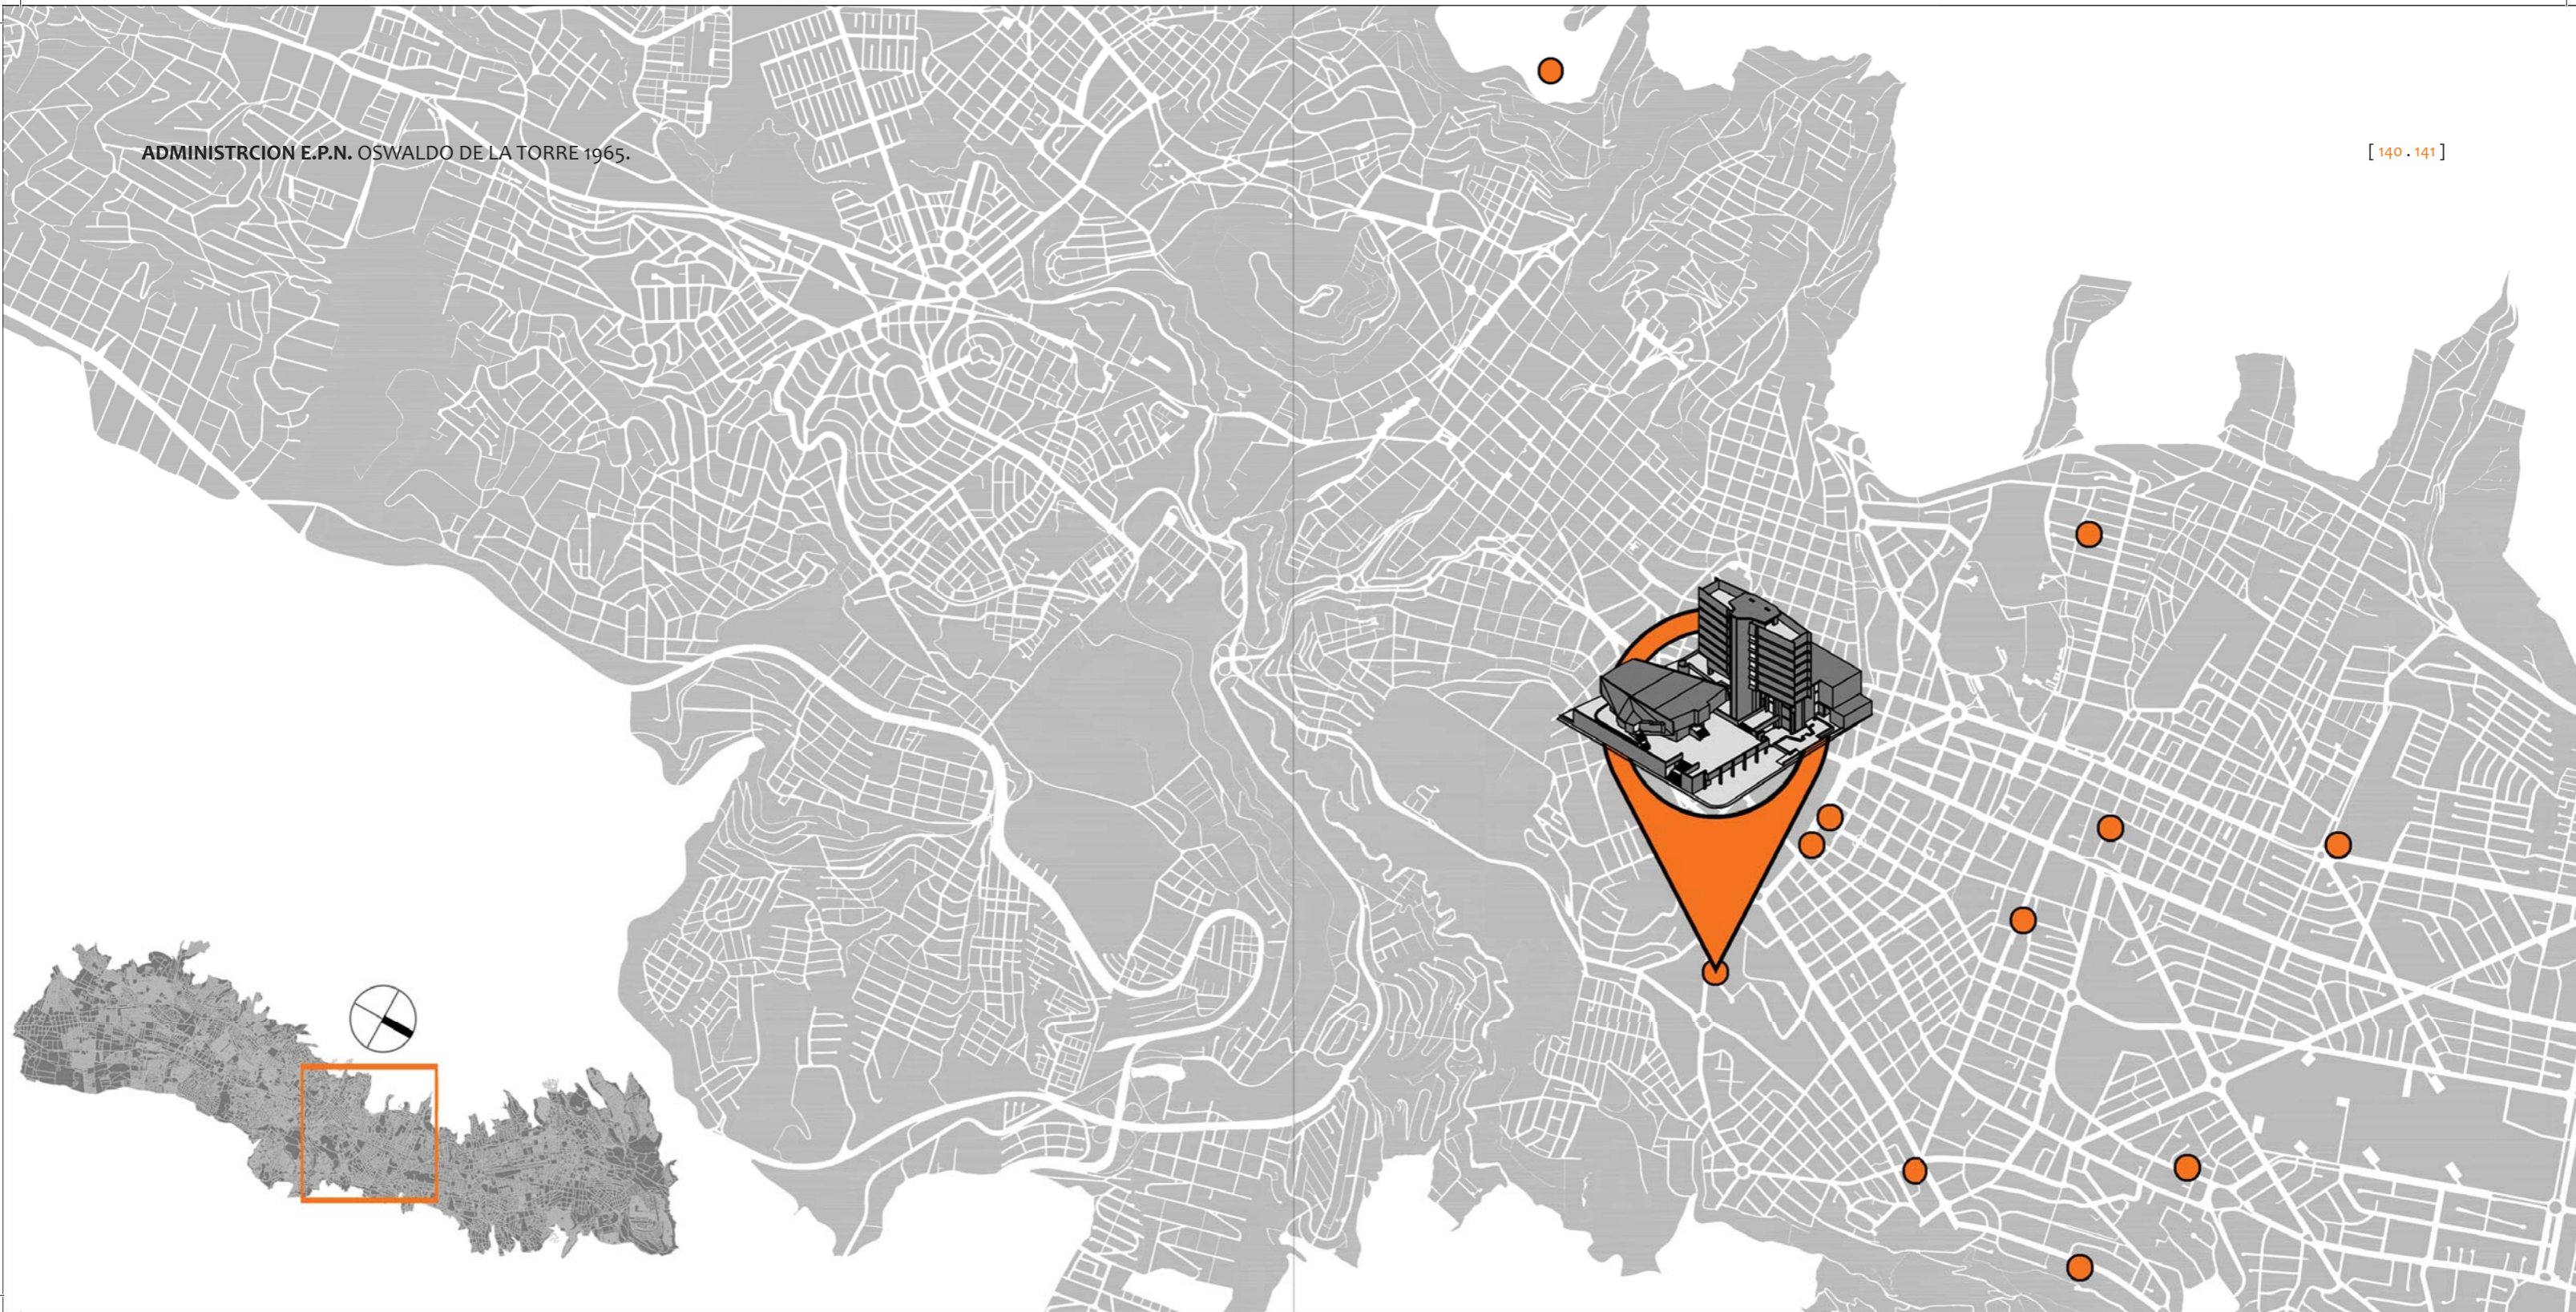 ADMINISTRCION E.P.N. OSWALDO DE LA TORRE 1965.
[ 140 . 141 ]